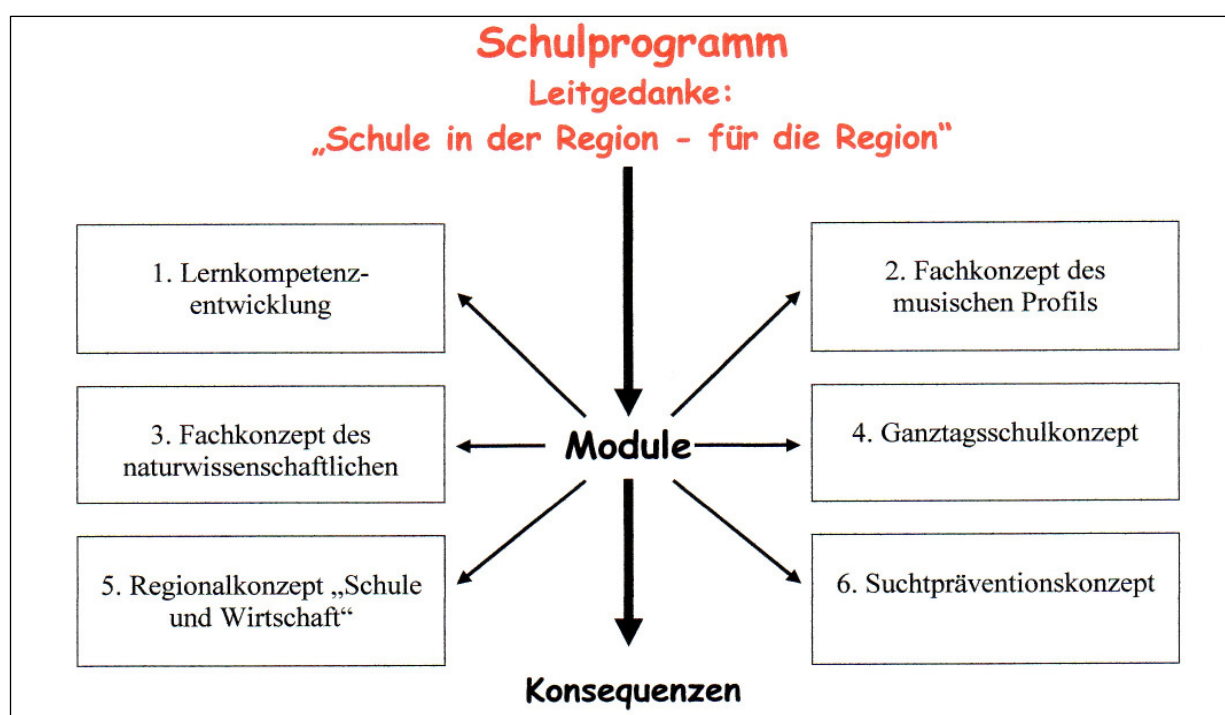 Schulprogramm
Leitgedanke:
„Schule in der Region - für die Region“
1. Lernkompetenz-
entwicklung
2. Fachkonzept des
musischen Profils
3. Fachkonzept des
naturwissenschaftlichen
Module
4. Ganztagsschulkonzept
5. Regionalkonzept „Schule
und Wirtschaft“
6. Suchtpräventionskonzept
Konsequenzen